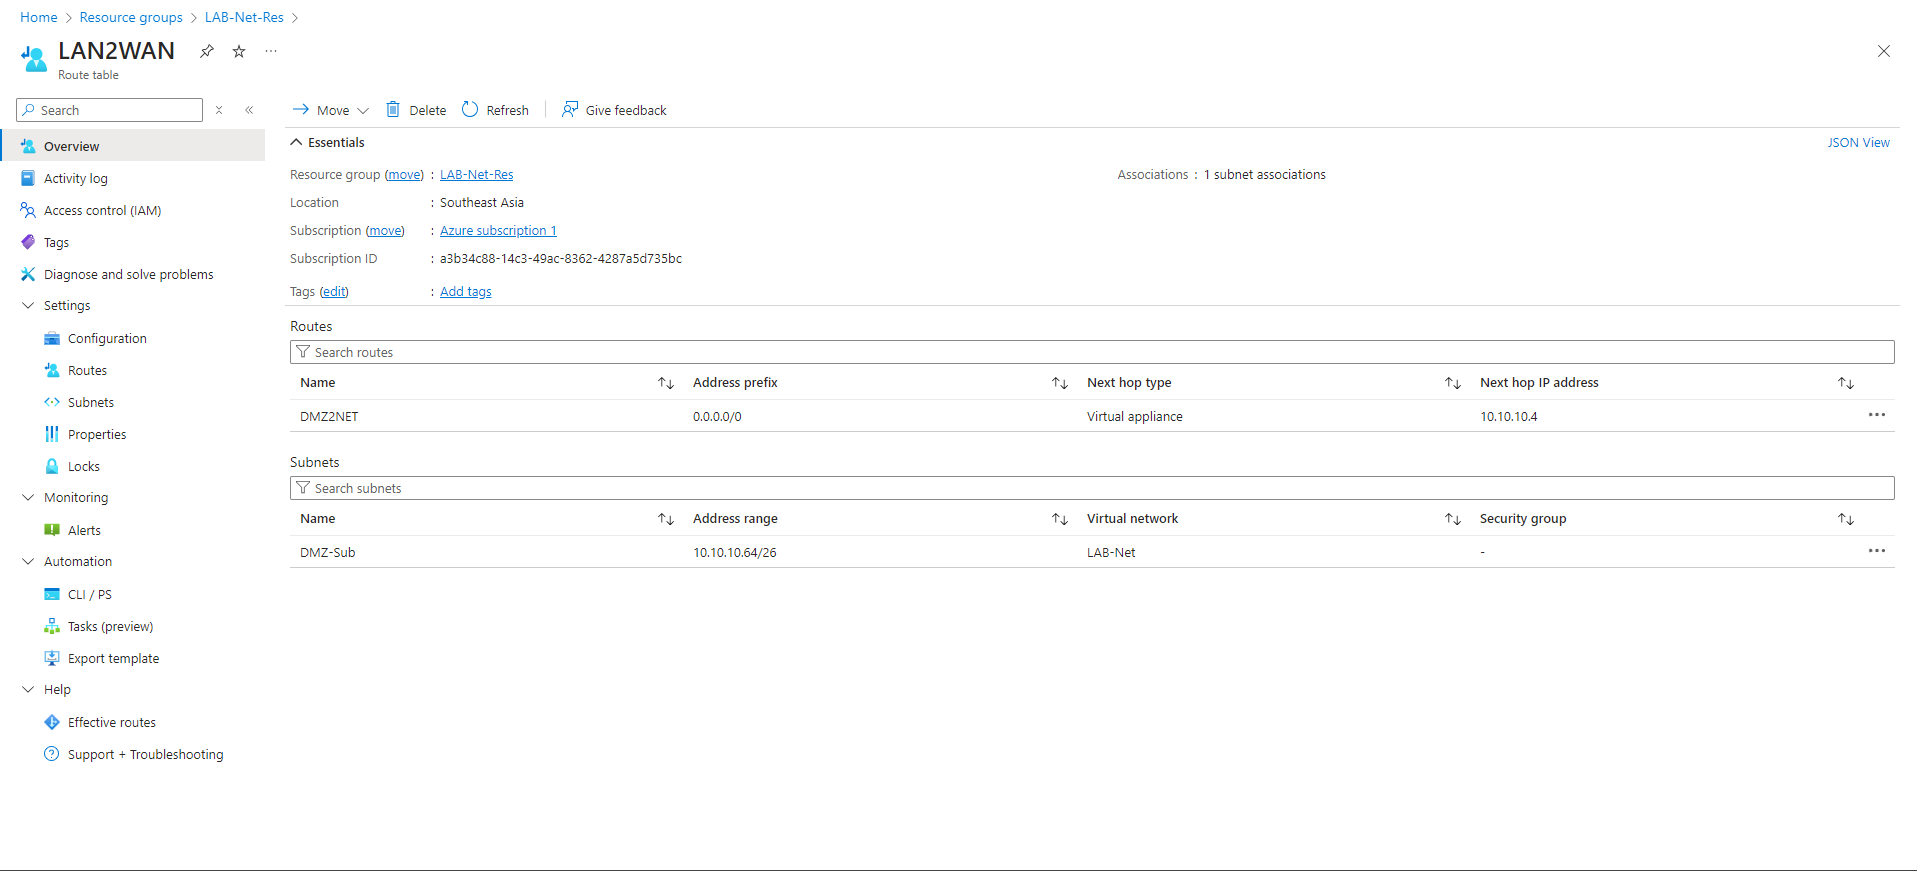 Home > Resource groups > LAB-Net-Res >
LAN2WAN
Route table
Search
Overview
Activity log
Access control (IAM)
Tags
Diagnose and solve problems
Settings
Configuration
Routes
Subnets
Properties
Locks
Monitoring
Alerts
Automation
CLI / PS
Tasks (preview)
Export template
Help
Effective routes
Support + Troubleshooting
Move Delete Refresh Give feedback
Essentials JSON View
Resource group (move) : LAB-Net-Res Associations : 1 subnet associations
Location : Southeast Asia
Subscription (move) : Azure subscription 1
Subscription ID : a3b34c88-14c3-49ac-8362-4287a5d735bc
Tags (edit) : Add tags
Routes
Search routes
Name Address prefix Next hop type Next hop IP address
DMZ2NET 0.0.0.0/0 Virtual appliance 10.10.10.4
Subnets
Search subnets
Name Address range Virtual network Security group
DMZ-Sub 10.10.10.64/26 LAB-Net -